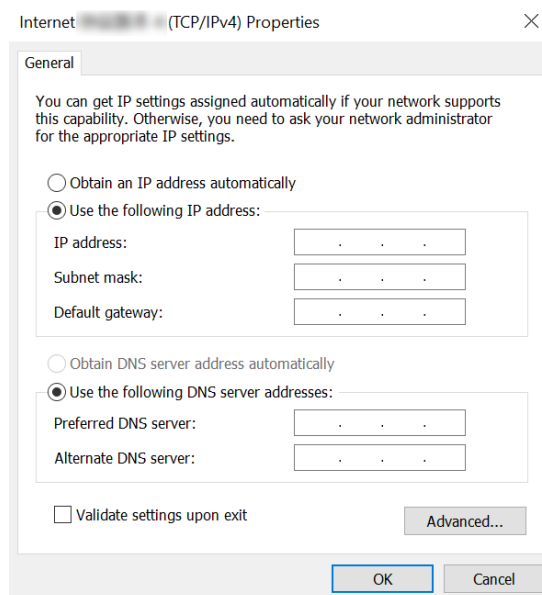 Internet (TCP/IPv4) Properties
General
You can get IP settings assigned automatically if your network supports
this capability. Otherwise, you need to ask your network administrator
for the appropriate IP settings.
Obtain an IP address automatically
Use the following IP address:
IP address:
Subnet mask:
Default gateway:
Obtain DNS server address automatically
Use the following DNS server addresses:
Preferred DNS server:
Alternate DNS server:
Validate settings upon exit
Advanced...
OK Cancel